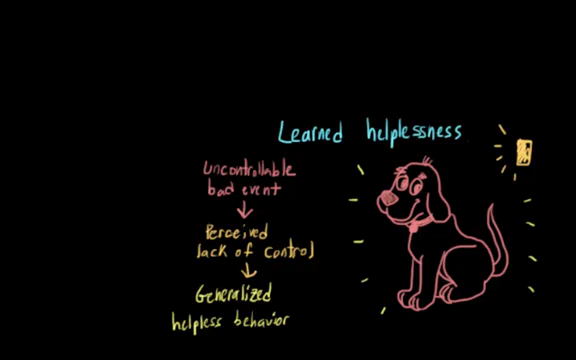 Learned helplessness
Uncontrollable
bad event
Perceived
lack of control
Generalized
helpless behavior